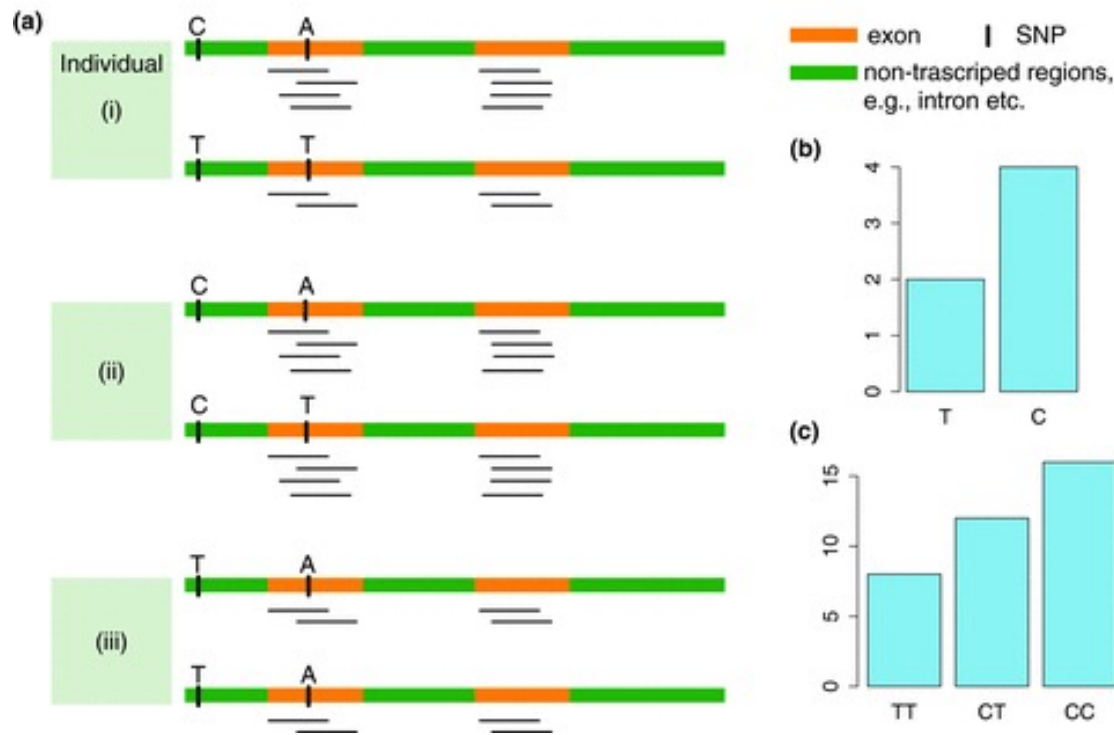 (a)
C A
Individual
(i)
T T
C A
(ii)
C T
T A
(iii)
T A
exon SNP
non-trascriped regions,
e.g., intron etc.
(b)
4
3
2
1
0
T C
(c)
15
10
5
0
TT CT CC